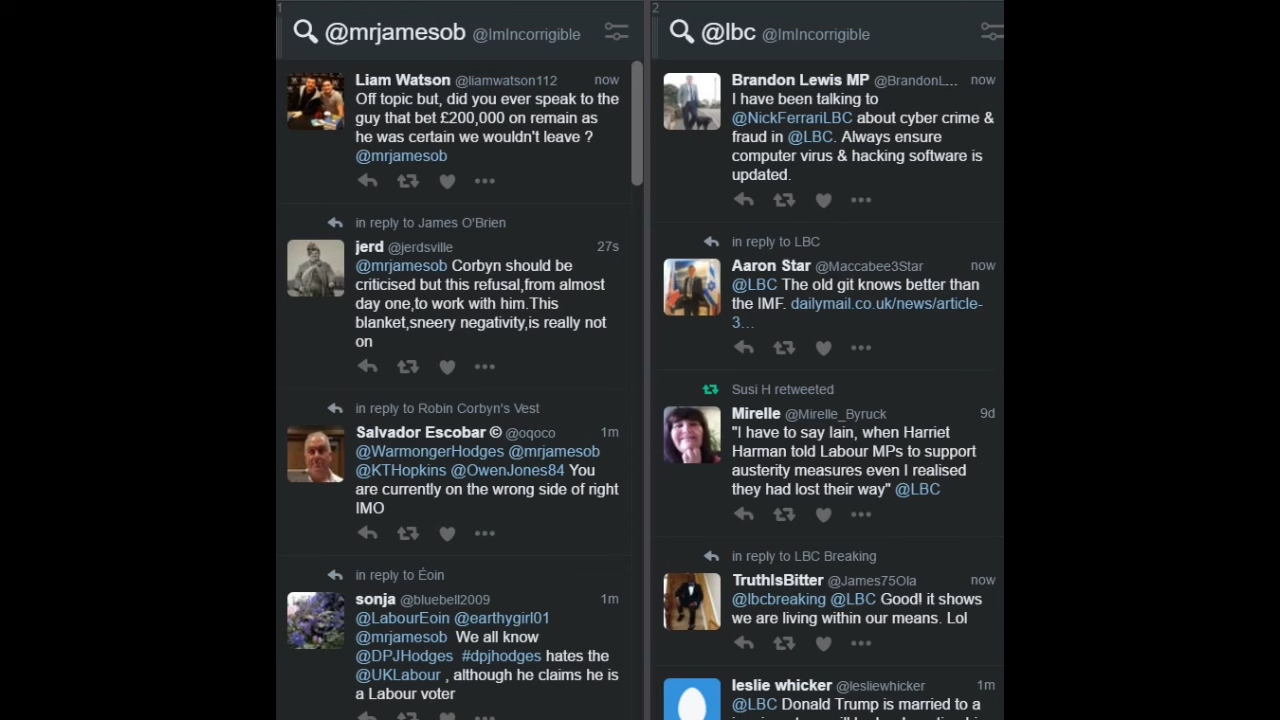 1
@mrjamesob @ImIncorrigible
Liam Watson @liamwatson112 now
Off topic but, did you ever speak to the
guy that bet £200,000 on remain as
he was certain we wouldn't leave ?
@mrjamesob
in reply to James O'Brien
jerd @jerdsville 27s
@mrjamesob Corbyn should be
criticised but this refusal,from almost
day one,to work with him.This
blanket,sneery negativity,is really not
on
in reply to Robin Corbyn's Vest
Salvador Escobar © @oqoco 1m
@WarmongerHodges @mrjamesob
@KTHopkins @OwenJones84 You
are currently on the wrong side of right
IMO
in reply to Éoin
sonja @bluebell2009 1m
@LabourEoin @earthygirl01
@mrjamesob We all know
@DPJHodges #dpjhodges hates the
@UKLabour , although he claims he is
a Labour voter
2
@lbc @ImIncorrigible
Brandon Lewis MP @BrandonL... now
I have been talking to
@NickFerrariLBC about cyber crime &
fraud in @LBC. Always ensure
computer virus & hacking software is
updated.
in reply to LBC
Aaron Star @Maccabee3Star now
@LBC The old git knows better than
the IMF. dailymail.co.uk/news/article-
3...
Susi H retweeted
Mirelle @Mirelle_Byruck 9d
"I have to say Iain, when Harriet
Harman told Labour MPs to support
austerity measures even I realised
they had lost their way" @LBC
in reply to LBC Breaking
TruthIsBitter @James75Ola now
@lbcbreaking @LBC Good! it shows
we are living within our means. Lol
leslie whicker @lesliewhicker 1m
@LBC Donald Trump is married to a